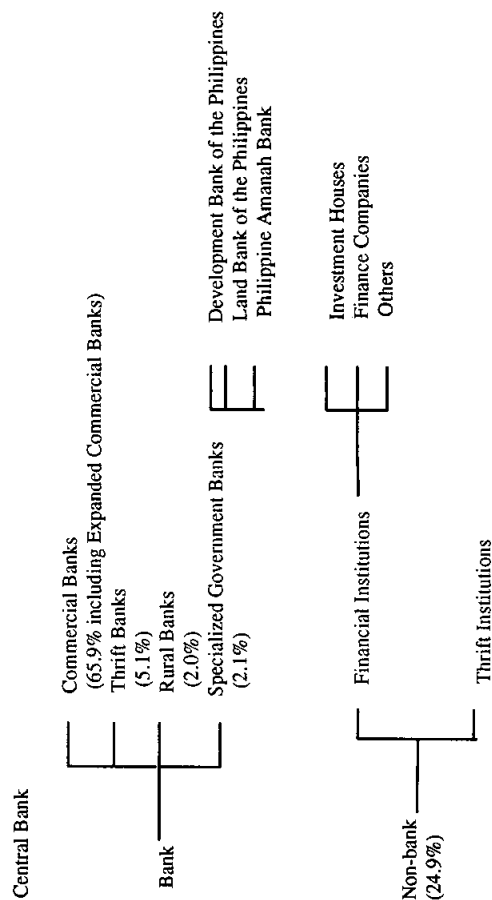 Central Bank
Bank
Commercial Banks
(65.9% including Expanded Commercial Banks)
Thrift Banks
(5.1%)
Rural Banks
(2.0%)
Specialized Government Banks
(2.1%)
Development Bank of the Philippines
Land Bank of the Philippines
Philippine Amanah Bank
Non-bank
(24.9%)
Financial Institutions
Investment Houses
Finance Companies
Others
Thrift Institutions